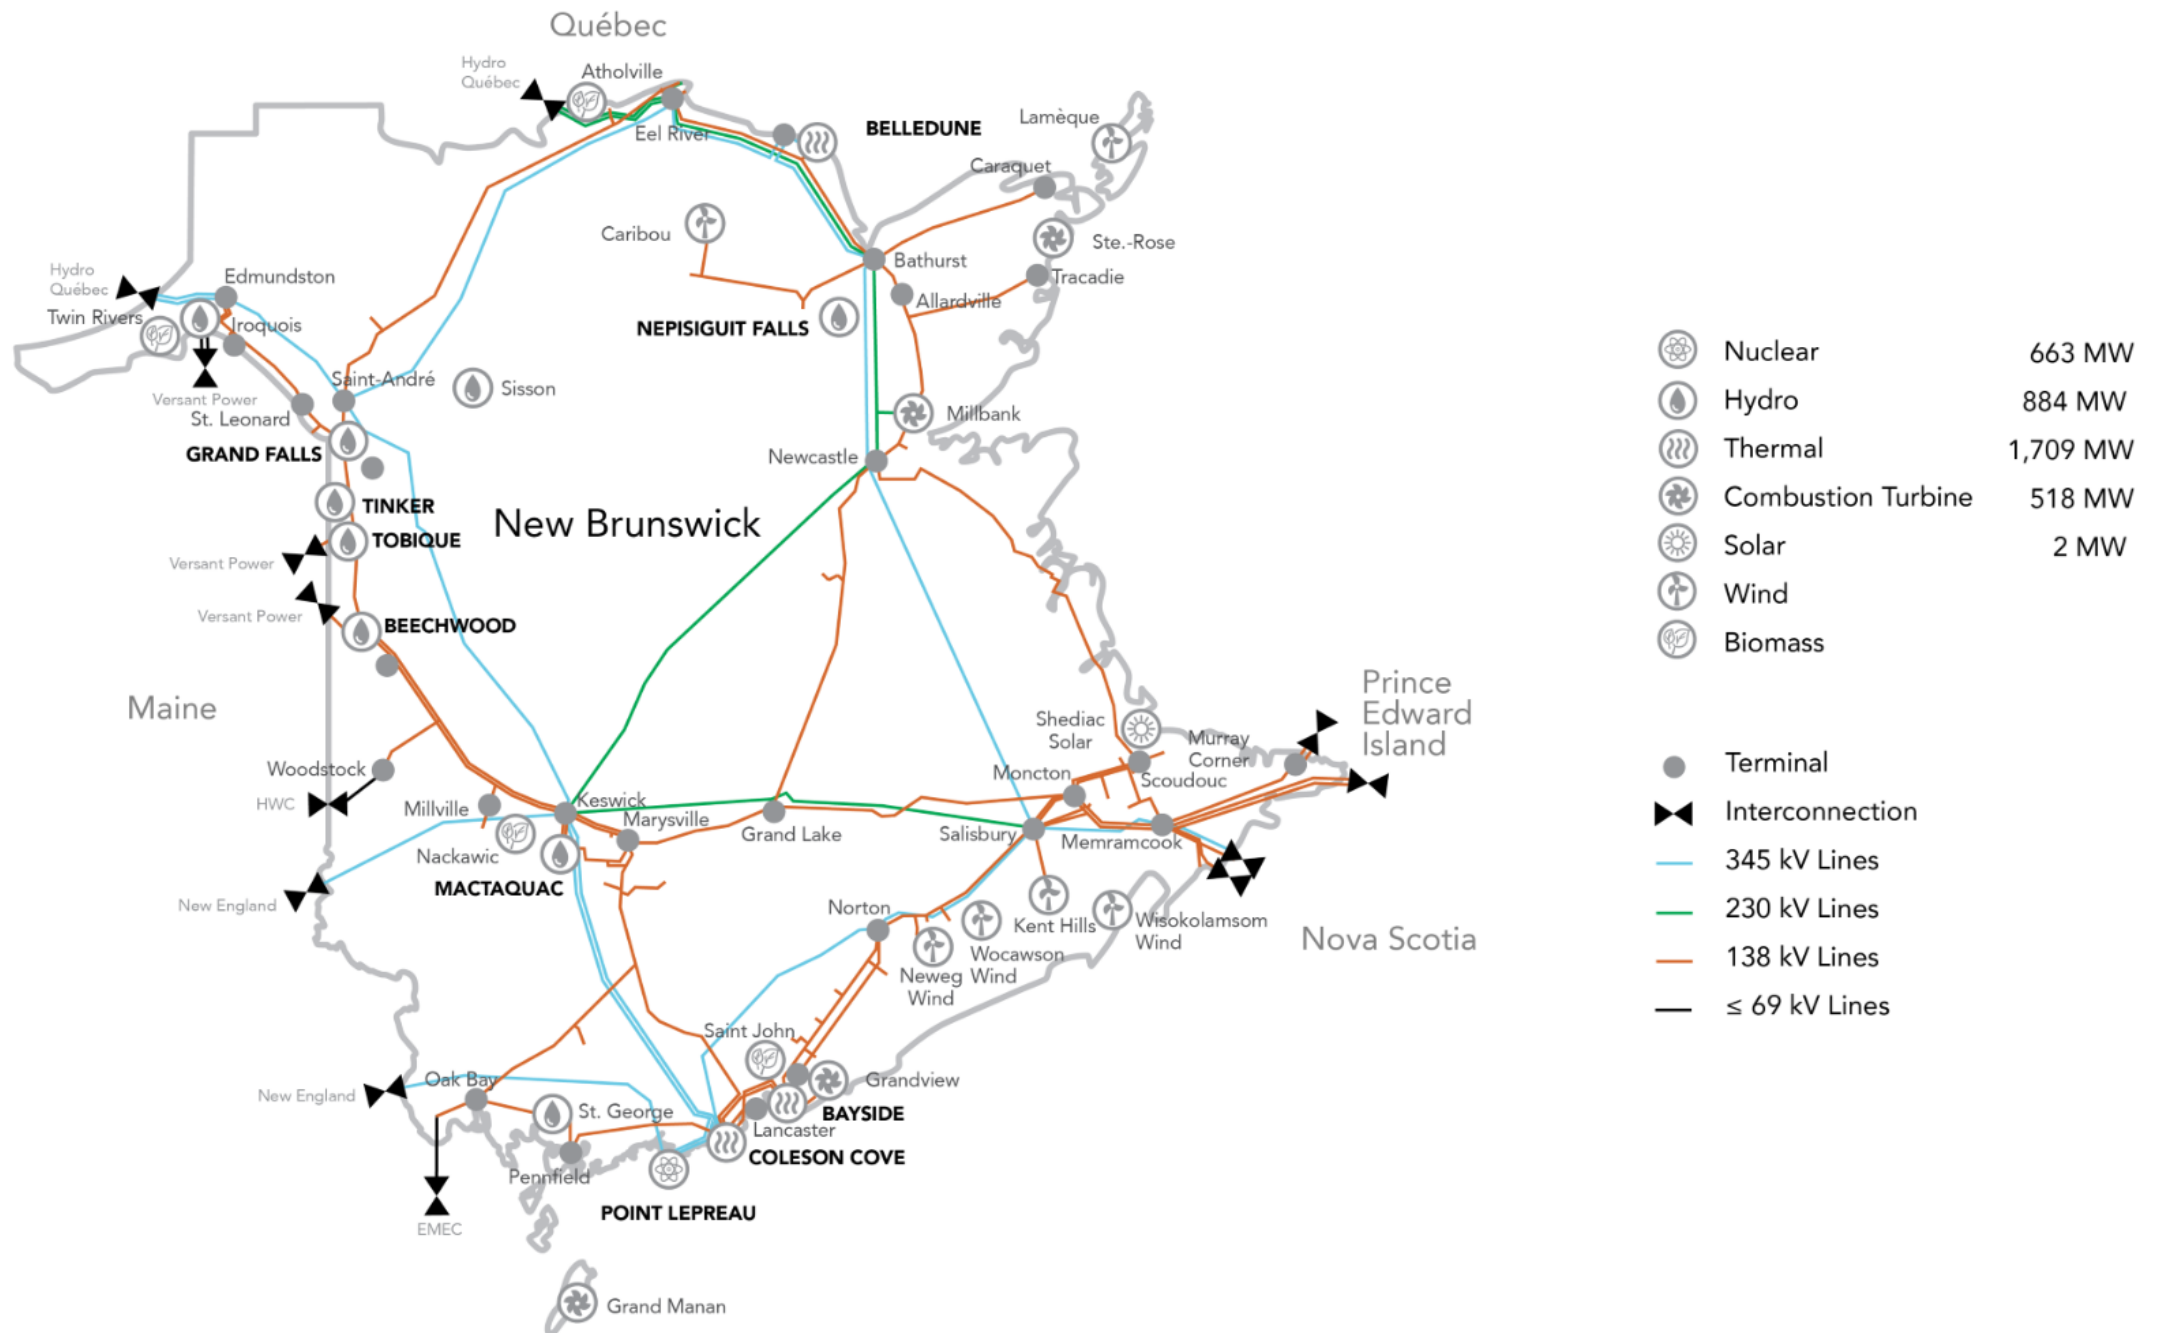 Québec
Hydro
Québec
Atholville
Eel River
BELLEDUNE
Lamèque
Caraquet
Caribou
Ste.-Rose
Bathurst
Tracadie
Allardville
NEPISIGUIT FALLS
Hydro
Québec
Edmundston
Twin Rivers
Iroquois
Versant Power
Saint-André
Sisson
St. Leonard
GRAND FALLS
Millbank
Newcastle
TINKER
New Brunswick
TOBIQUE
Versant Power
Versant Power
BEECHWOOD
Maine
Prince
Edward
Island
Shediac
Solar
Murray
Corner
Woodstock
Moncton
Scoudouc
HWC
Millville
Keswick
Marysville
Grand Lake
Salisbury
Memramcook
Nackawic
MACTAQUAC
New England
Norton
Kent Hills
Wisokolamsom
Wind
Nova Scotia
Wocawson
Wind
Neweg
Wind
Saint John
Oak Bay
New England
Grandview
St. George
BAYSIDE
Lancaster
COLESON COVE
Pennfield
POINT LEPREAU
EMEC
Grand Manan
Nuclear 663 MW
Hydro 884 MW
Thermal 1,709 MW
Combustion Turbine 518 MW
Solar 2 MW
Wind
Biomass
Terminal
Interconnection
345 kV Lines
230 kV Lines
138 kV Lines
≤ 69 kV Lines